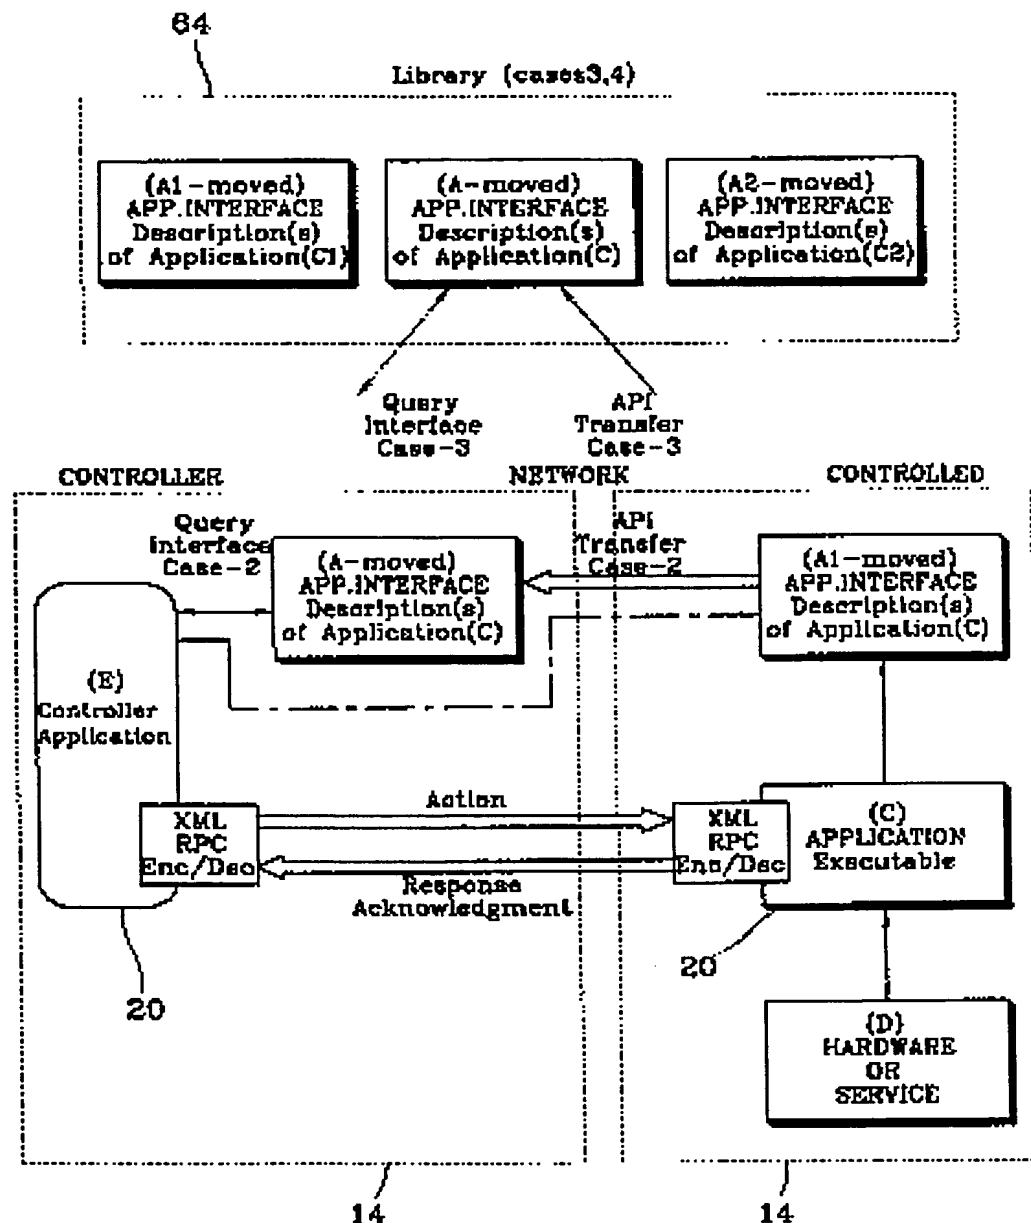 64
Library (cases3,4)
(A1-moved)
APP.INTERFACE
Description(s)
of Application(C1)
(A-moved)
APP.INTERFACE
Description(s)
of Application(C)
(A2-moved)
APP.INTERFACE
Description(s)
of Application(C2)
Query
Interface
Case-3
API
Transfer
Case-3
CONTROLLER
NETWORK
CONTROLLED
Query
Interface
Case-2
(A-moved)
APP.INTERFACE
Description(s)
of Application(C)
API
Transfer
Case-2
(A1-moved)
APP.INTERFACE
Description(s)
of Application(C)
(E)
Controller
Application
XML
RPC
Enc/Dec
Action
Response
Acknowledgment
XML
RPC
Enc/Dec
(C)
APPLICATION
Executable
20
20
(D)
HARDWARE
OR
SERVICE
14
14